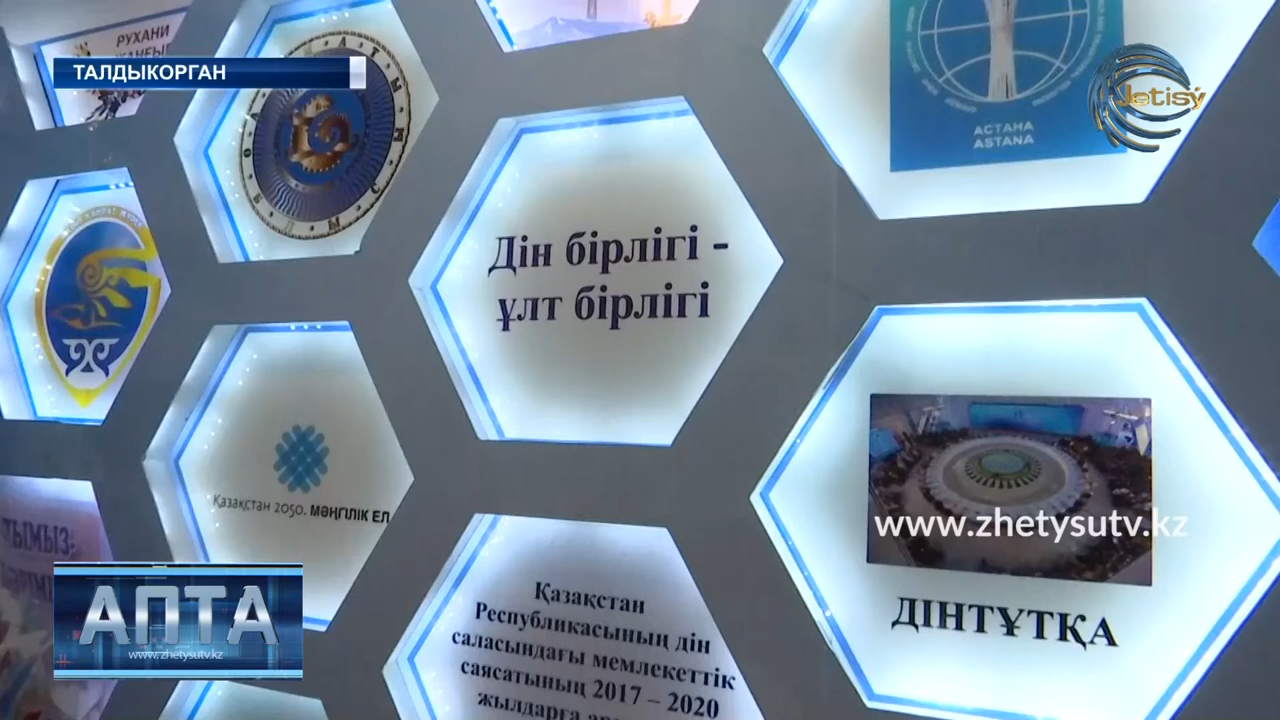 РУХАНИ
ТАЛДЫКОРГАН
Jetisý
АСТАНА
ASTANA
Дін бірлігі -
ұлт бірлігі
Қазақстан 2050. МӘҢГІЛІК ЕЛ
www.zhetysutv.kz
ДІНТҰТҚА
АПТА
www.zhetysutv.kz
Қазақстан
Республикасының дін
саласындағы мемлекеттік
саясатының 2017 – 2020
жылдарға